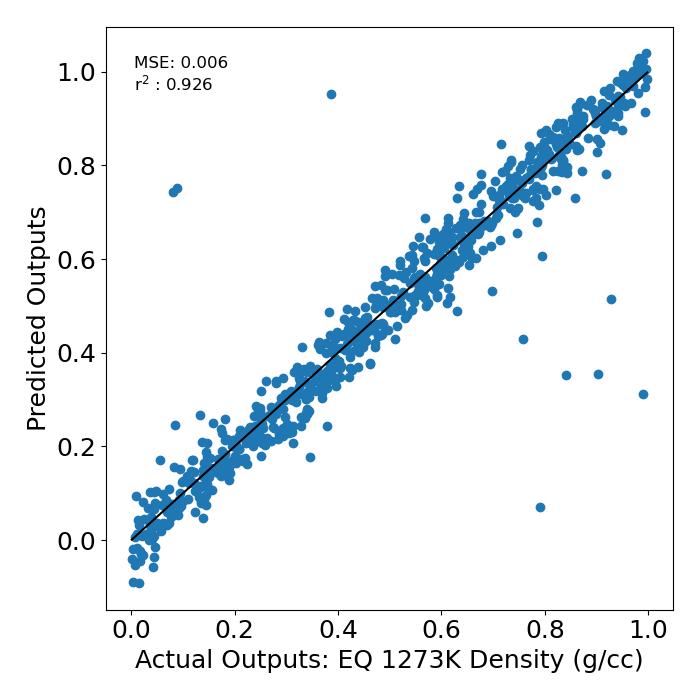 MSE: 0.006
r² : 0.926
Predicted Outputs
1.0
0.8
0.6
0.4
0.2
0.0
0.0 0.2 0.4 0.6 0.8 1.0
Actual Outputs: EQ 1273K Density (g/cc)